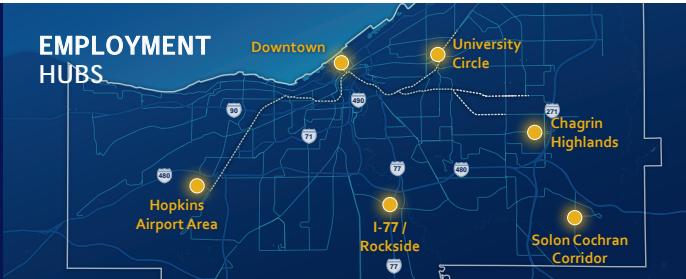 EMPLOYMENT
HUBS
Downtown
University
Circle
490
90
271
71
Chagrin
Highlands
77
480
480
Hopkins
Airport Area
I-77 /
Rockside
Solon Cochran
Corridor
77